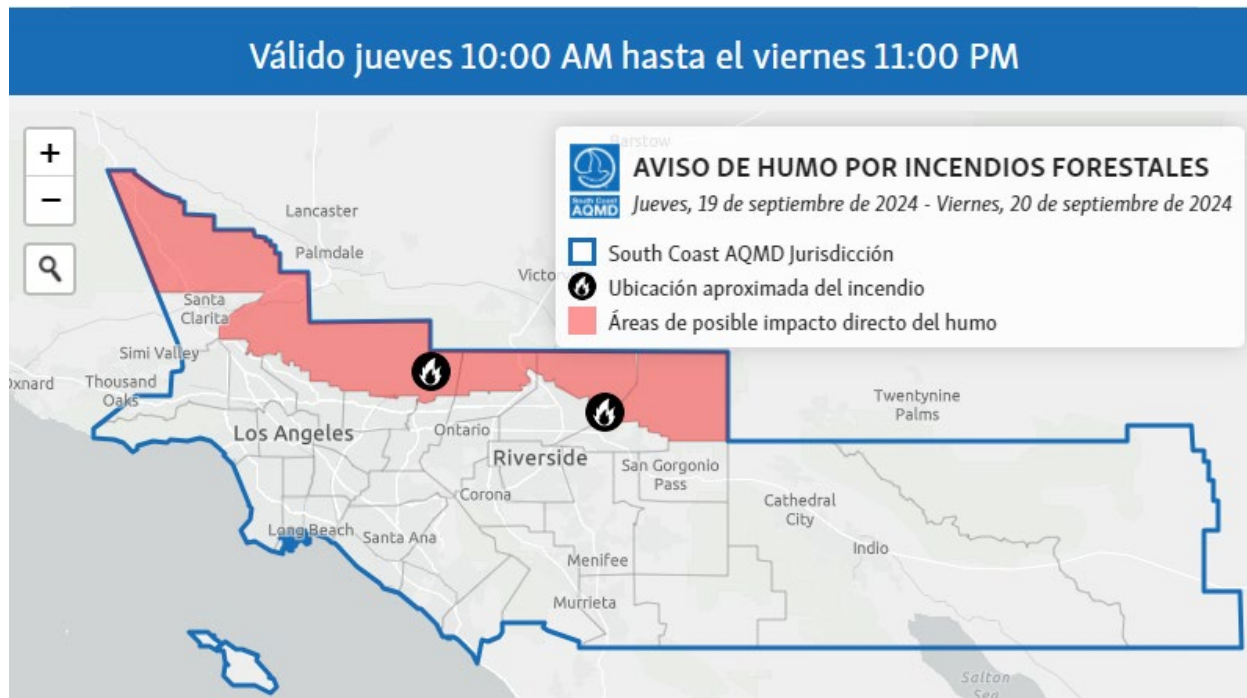 Válido jueves 10:00 AM hasta el viernes 11:00 PM
+
−
Barstow
AVISO DE HUMO POR INCENDIOS FORESTALES
South Coast
AQMD
Jueves, 19 de septiembre de 2024 - Viernes, 20 de septiembre de 2024
South Coast AQMD Jurisdicción
Ubicación aproximada del incendio
Áreas de posible impacto directo del humo
Lancaster
Palmdale
Victo
Santa
Clarita
Simi Valley
Oxnard
Thousand
Oaks
Twentynine
Palms
Los Angeles
Ontario
Riverside
San Gorgonio
Pass
Corona
Cathedral
City
Long Beach
Santa Ana
Indio
Menifee
Murrieta
Salton
Sea